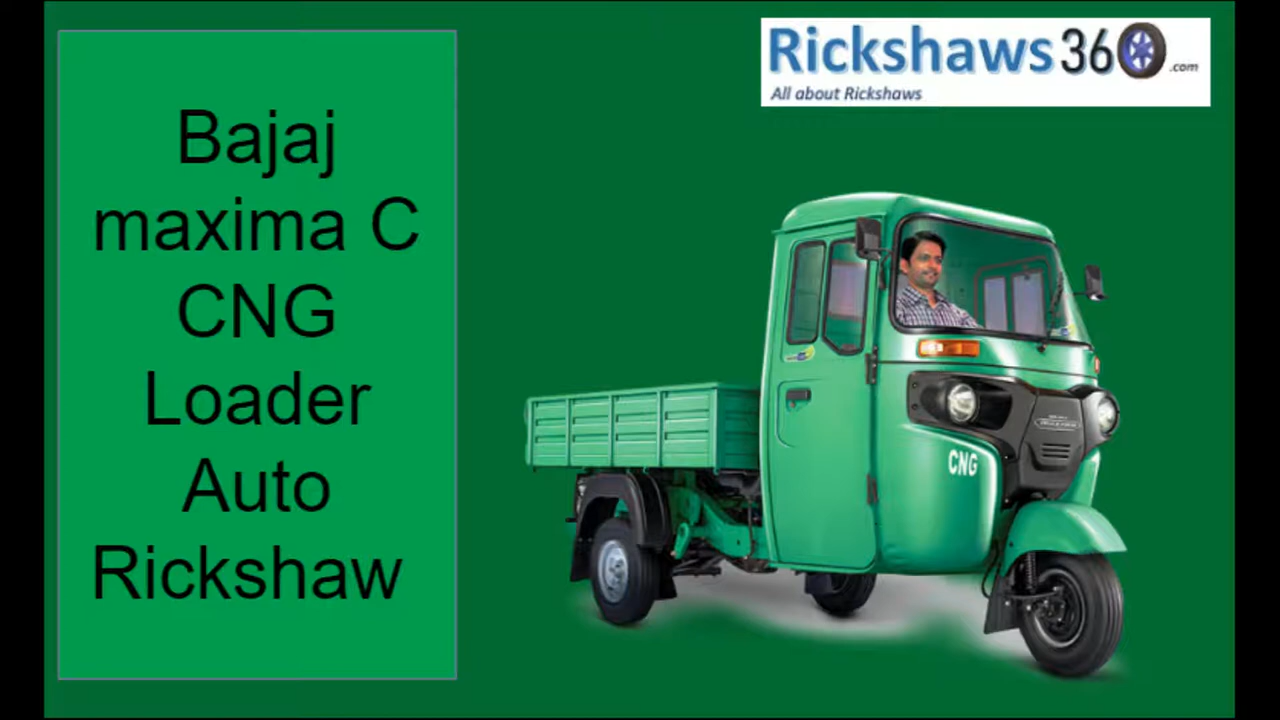 Bajaj
maxima C
CNG
Loader
Auto
Rickshaw
Rickshaws360.com
All about Rickshaws
CNG